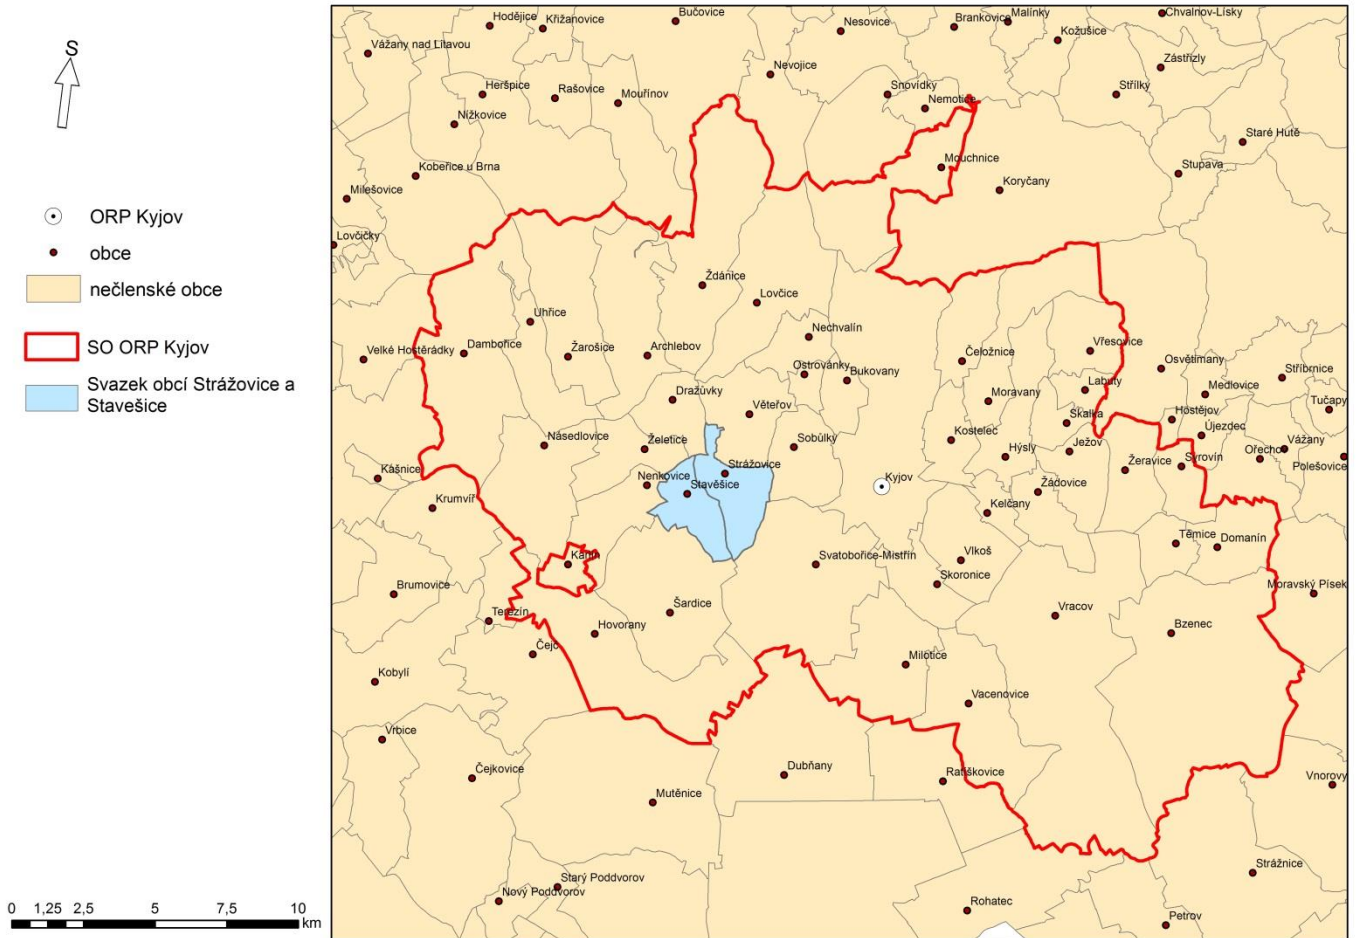 S
ORP Kyjov
obce
nečlenské obce
SO ORP Kyjov
Svazek obcí Strážovice a
Stavešice
0 1,25 2,5 5 7,5 10
km
Hodějice
Křižanovice
Bučovice
Nesovice
Brankovice
Malínky
Kožušice
Chvalnov-Lísky
Vážany nad Litavou
Nevojice
Zástřizly
Heršpice
Rašovice
Mouřínov
Snovídky
Nemotice
Střílky
Nížkovice
Staré Hutě
Kobeřice u Brna
Mouchnice
Stupava
Milešovice
Koryčany
Lovčičky
Ždánice
Lovčice
Uhřice
Nechvalín
Velké Hostěrádky
Dambořice
Žarošice
Archlebov
Čeložnice
Vřesovice
Osvětimany
Ostrovánky
Bukovany
Stříbrnice
Labuty
Medlovice
Dražůvky
Moravany
Tučapy
Věteřov
Skalka
Hostějov
Újezdec
Násedlovice
Želetice
Sobůlky
Kostelec
Hýsly
Ježov
Ořechov
Vážany
Polešovice
Strážovice
Žeravice
Syrovín
Kašnice
Nenkovice
Stavěšice
Kyjov
Žádovice
Krumvíř
Kelčany
Těmice
Domanín
Karlín
Svatobořice-Mistřín
Vlkoš
Skoronice
Brumovice
Moravský Písek
Terezín
Šardice
Vracov
Hovorany
Bzenec
Čejč
Milotice
Kobylí
Vacenovice
Vrbice
Čejkovice
Dubňany
Ratíškovice
Vnorovy
Mutěnice
Strážnice
Starý Poddvorov
Nový Poddvorov
Rohatec
Petrov